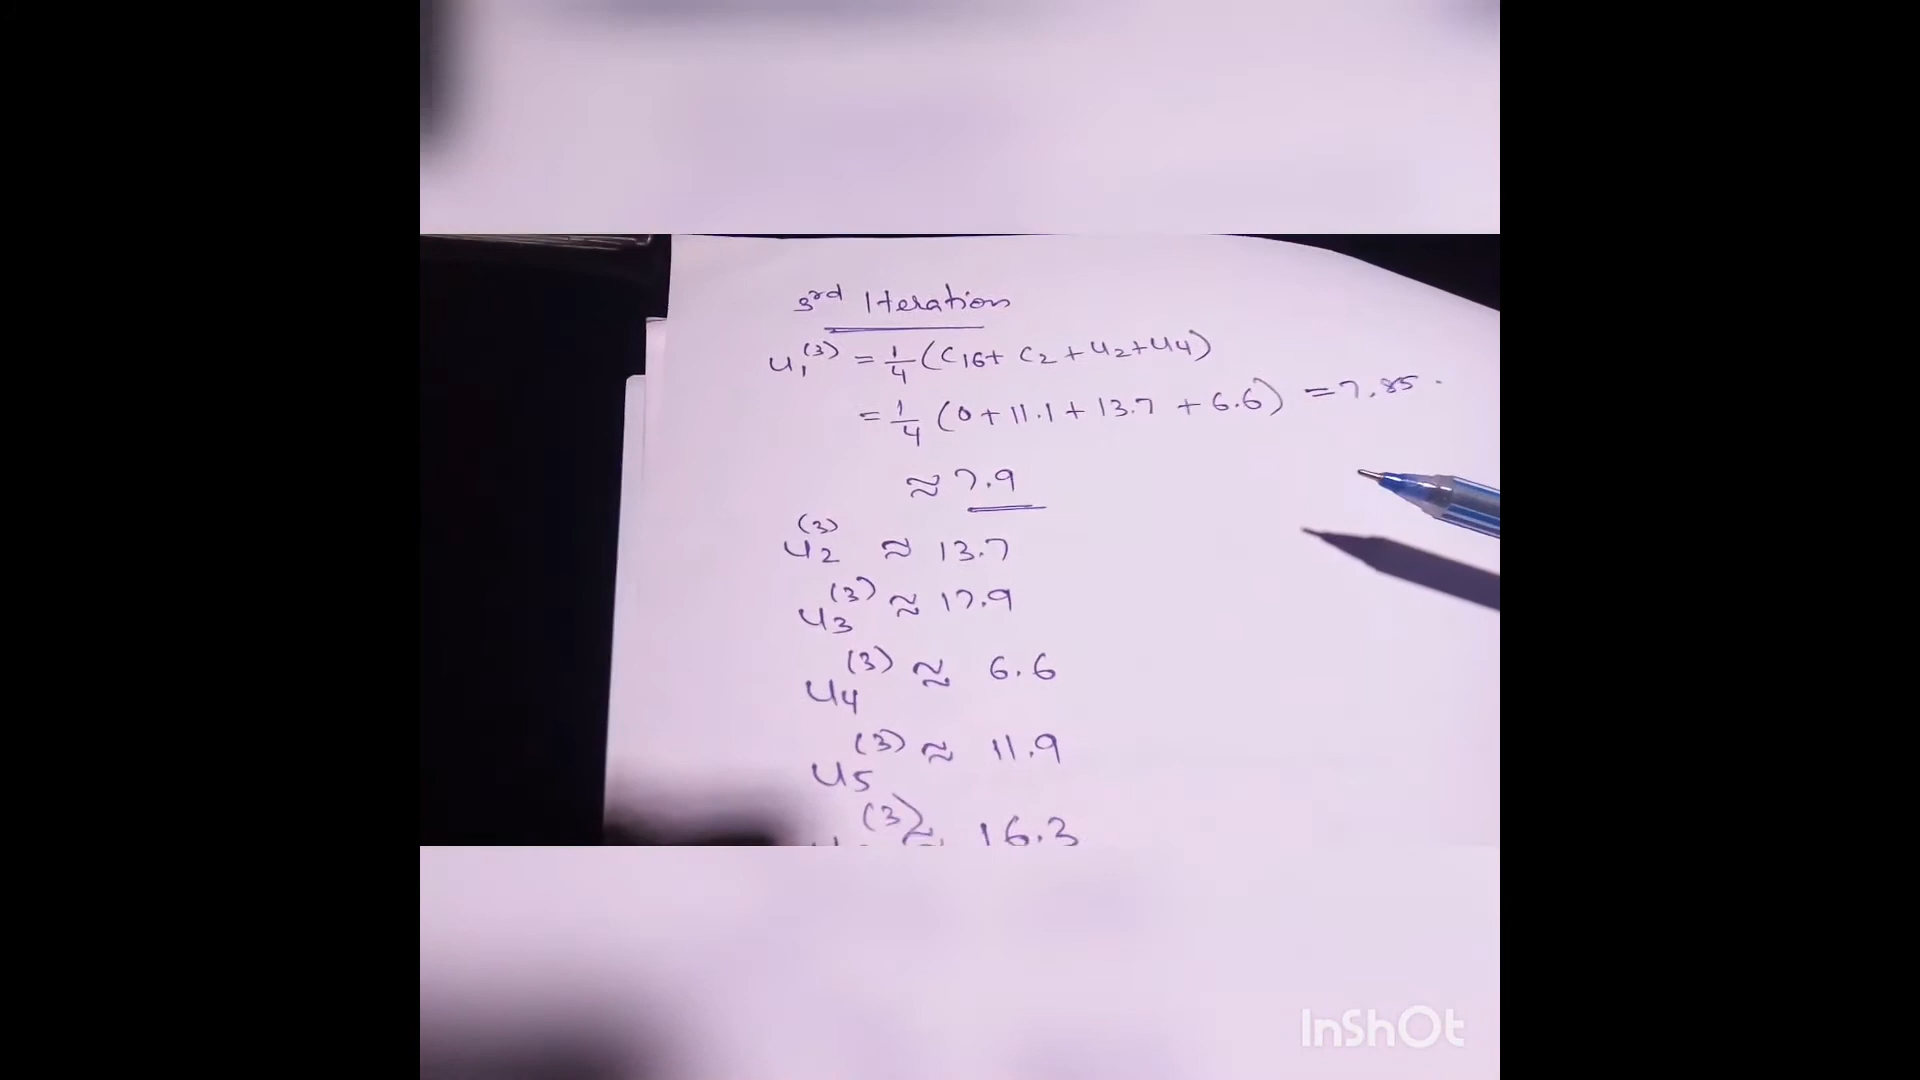 3rd Iteration
u₁⁽³⁾ = 1/4 (C16 + C2 + u2 + u4)
= 1/4 (0 + 11.1 + 13.7 + 6.6) = 7.85.
≈ 7.9
u₂⁽³⁾ ≈ 13.7
u₃⁽³⁾ ≈ 17.9
u₄⁽³⁾ ≈ 6.6
u₅⁽³⁾ ≈ 11.9
⁽³⁾ ≈ 16.3
InShOt